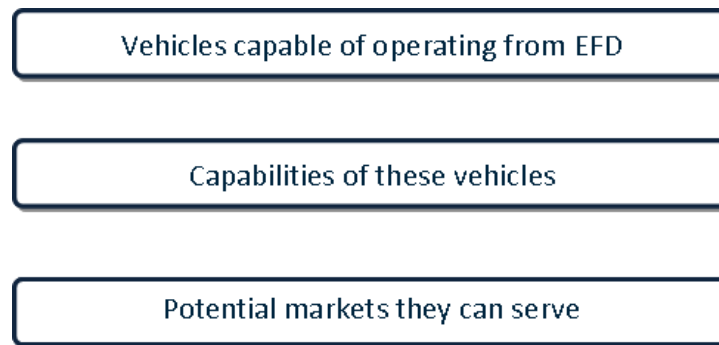 Vehicles capable of operating from EFD
Capabilities of these vehicles
Potential markets they can serve